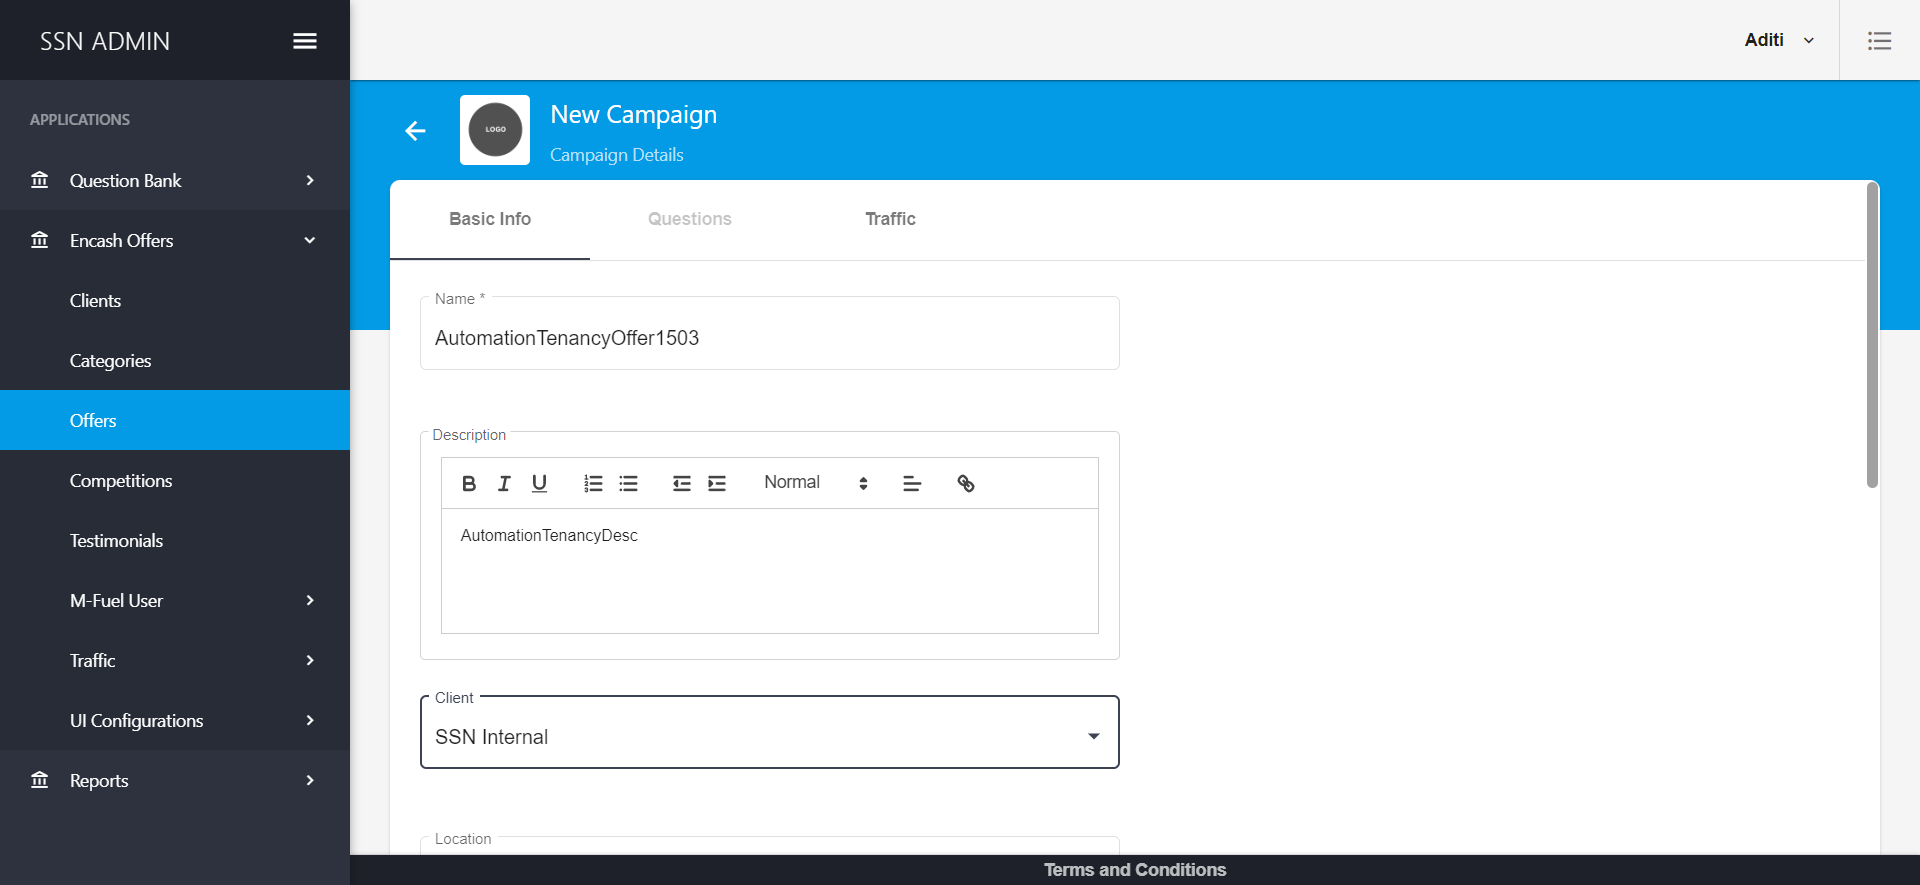 SSN ADMIN
Aditi
APPLICATIONS
Question Bank
Encash Offers
Clients
Categories
Offers
Competitions
Testimonials
M-Fuel User
Traffic
UI Configurations
Reports
LOGO
New Campaign
Campaign Details
Basic Info
Questions
Traffic
Name *
AutomationTenancyOffer1503
Description
B I U Normal
AutomationTenancyDesc
Client
SSN Internal
Location
Terms and Conditions